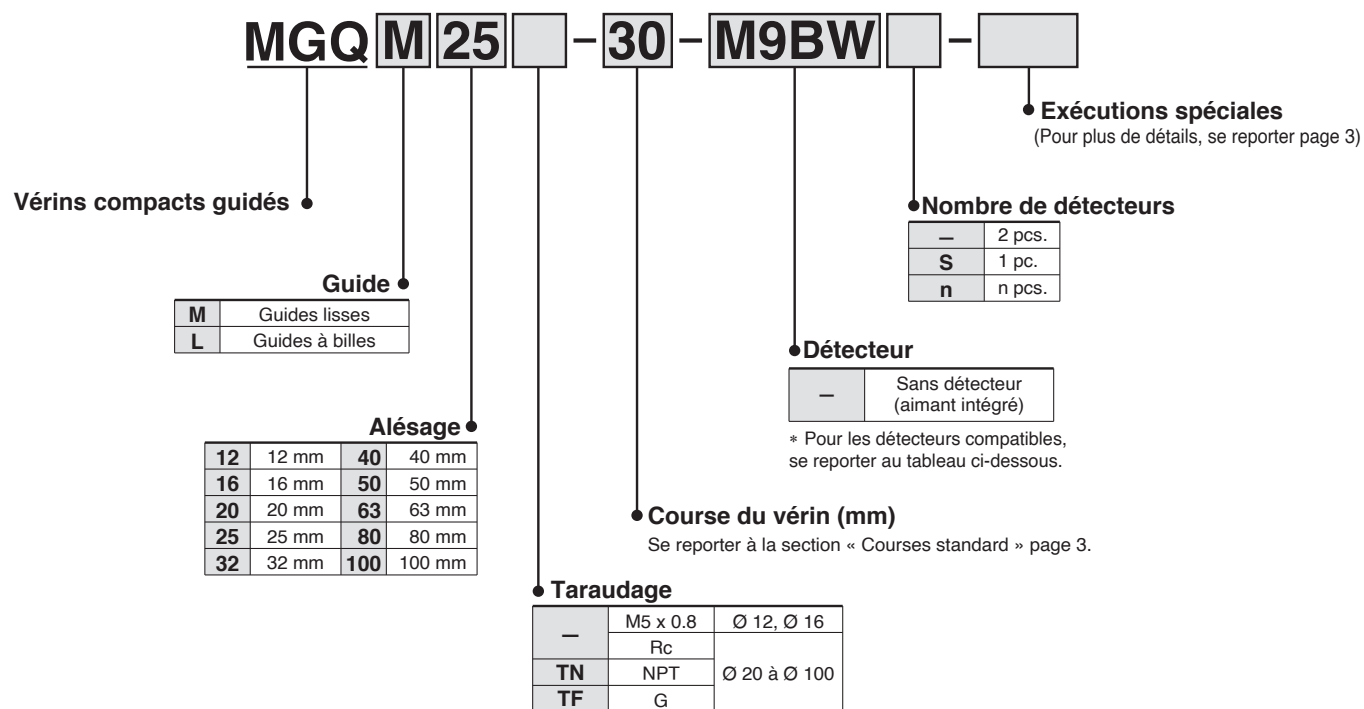 MGQ M 25 – 30 – M9BW –
Exécutions spéciales
(Pour plus de détails, se reporter page 3)
Vérins compacts guidés
Nombre de détecteurs
– 2 pcs.
S 1 pc.
n n pcs.
Guide
M Guides lisses
L Guides à billes
Détecteur
– Sans détecteur
(aimant intégré)
* Pour les détecteurs compatibles,
se reporter au tableau ci-dessous.
Alésage
12 12 mm 40 40 mm
16 16 mm 50 50 mm
20 20 mm 63 63 mm
25 25 mm 80 80 mm
32 32 mm 100 100 mm
Course du vérin (mm)
Se reporter à la section « Courses standard » page 3.
Taraudage
– M5 x 0.8 Ø 12, Ø 16
Rc
TN NPT Ø 20 à Ø 100
TF G